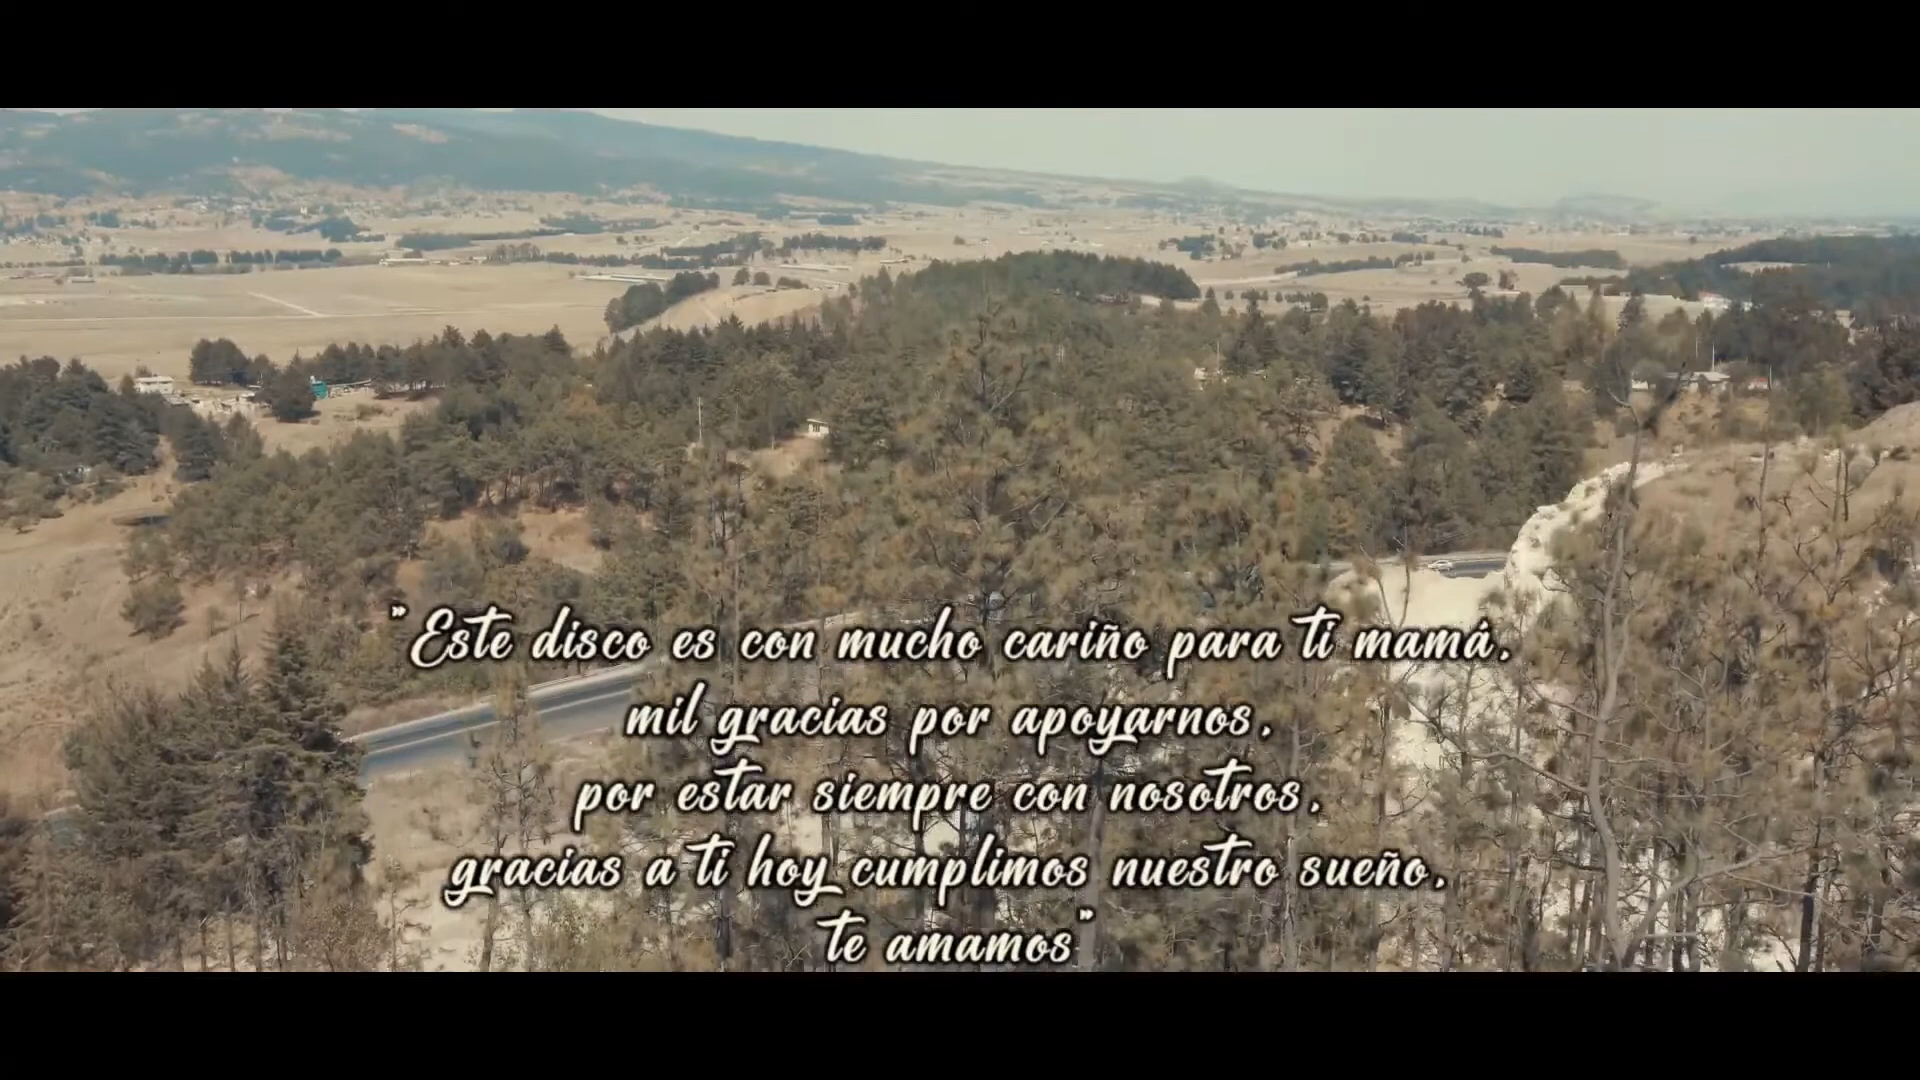 "Este disco es con mucho cariño para ti mamá,
mil gracias por apoyarnos,
por estar siempre con nosotros,
gracias a ti hoy cumplimos nuestro sueño,
te amamos"